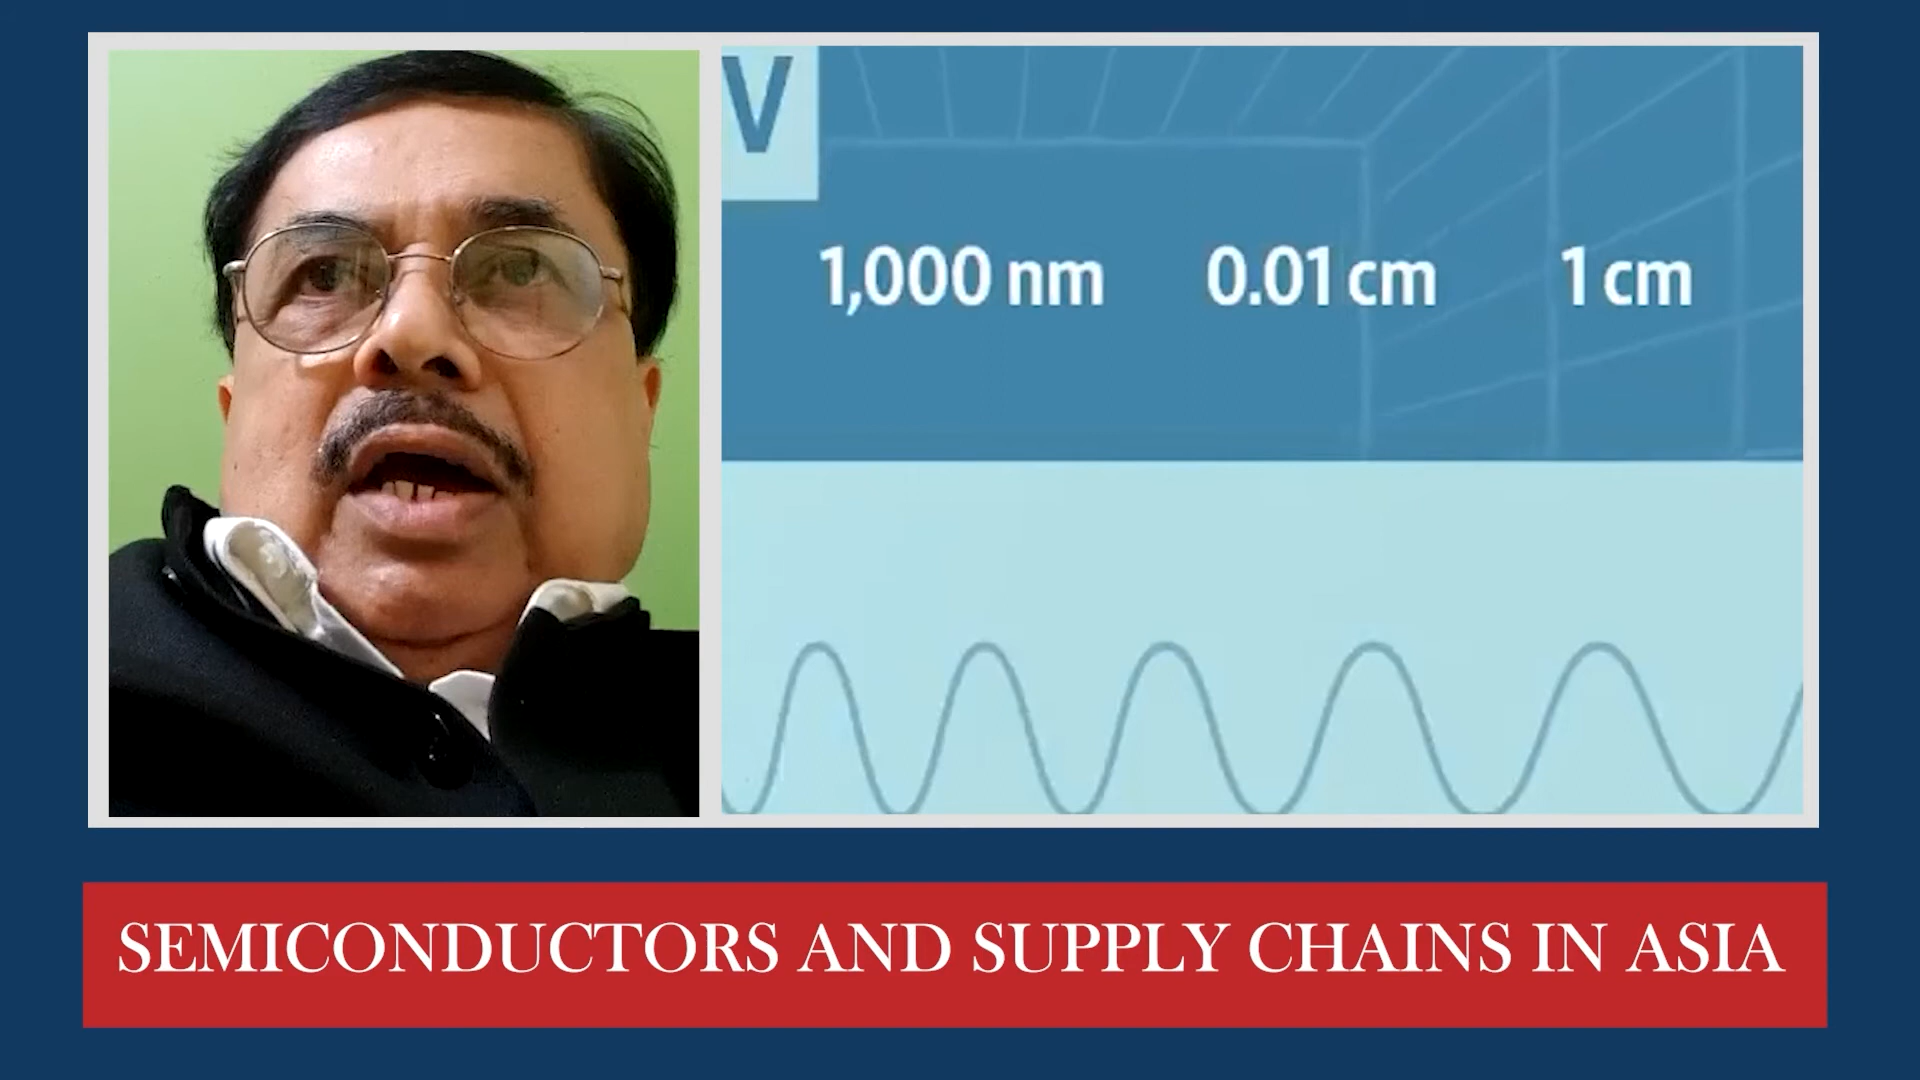 V
1,000 nm 0.01 cm 1 cm
SEMICONDUCTORS AND SUPPLY CHAINS IN ASIA